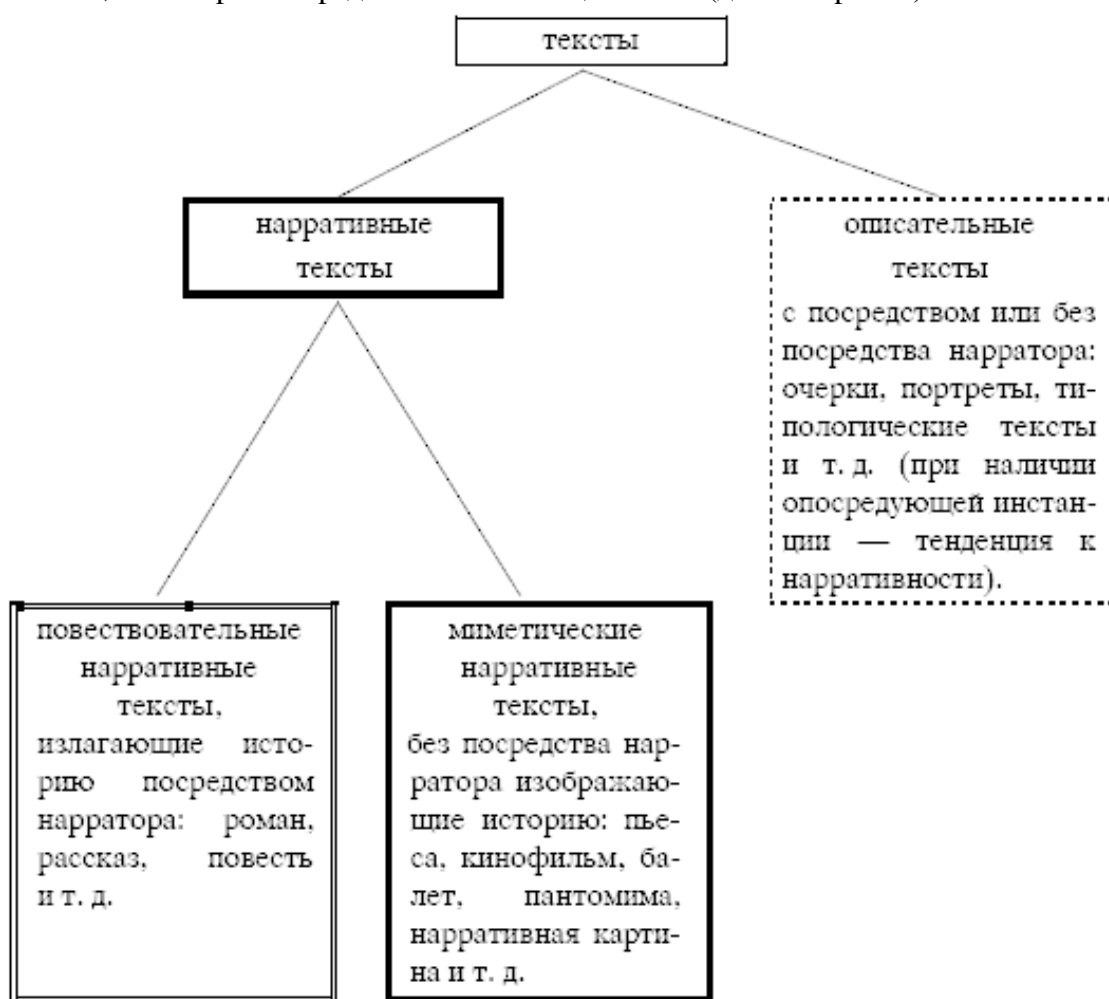 тексты
нарративные
тексты
описательные
тексты
с посредством или без
посредства нарратора:
очерки, портреты, ти-
пологические тексты
и т. д. (при наличии
опосредующей инстан-
ции — тенденция к
нарративности).
повествовательные
нарративные
тексты,
излагающие исто-
рию посредством
нарратора: роман,
рассказ, повесть
и т. д.
миметические
нарративные
тексты,
без посредства нар-
ратора изображаю-
щие историю: пье-
са, кинофильм, ба-
лет, пантомима,
нарративная карти-
на и т. д.